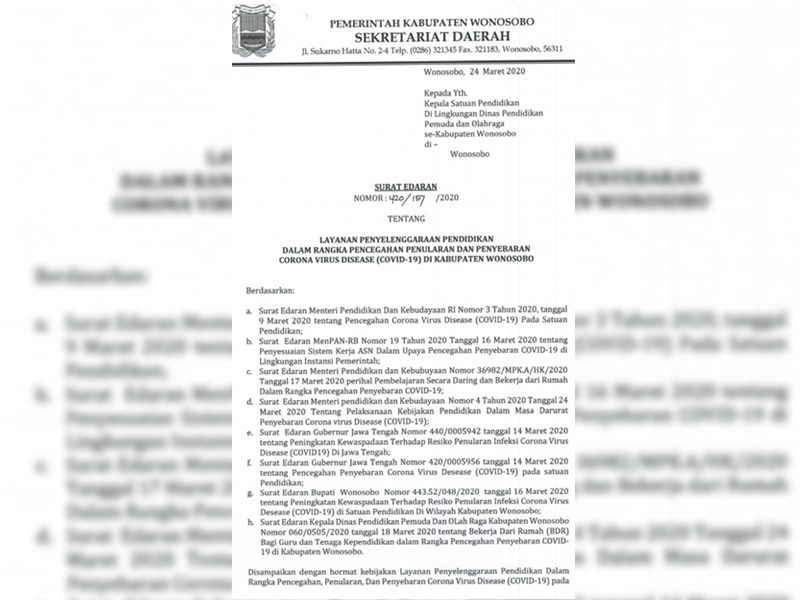 PEMERINTAH KABUPATEN WONOSOBO
SEKRETARIAT DAERAH
Jl. Sukarno Hatta No. 2-4 Telp. (0286) 321345 Fax. 321183, Wonosobo, 56311
Wonosobo, 24 Maret 2020
Kepada Yth.
Kepala Satuan Pendidikan
Di Lingkungan Dinas Pendidikan
Pemuda dan Olahraga
se-Kabupaten Wonosobo
di –
Wonosobo
SURAT EDARAN
NOMOR : 420/157 /2020
TENTANG
LAYANAN PENYELENGGARAAN PENDIDIKAN
DALAM RANGKA PENCEGAHAN PENULARAN DAN PENYEBARAN
CORONA VIRUS DISEASE (COVID-19) DI KABUPATEN WONOSOBO
Berdasarkan:
a. Surat Edaran Menteri Pendidikan Dan Kebudayaan RI Nomor 3 Tahun 2020, tanggal
9 Maret 2020 tentang Pencegahan Corona Virus Disease (COVID-19) Pada Satuan
Pendidikan;
b. Surat Edaran MenPAN-RB Nomor 19 Tahun 2020 Tanggal 16 Maret 2020 tentang
Penyesuaian Sistem Kerja ASN Dalam Upaya Pencegahan Penyebaran COVID-19 di
Lingkungan Instansi Pemerintah;
c. Surat Edaran Menteri Pendidikan dan Kebubuyaan Nomor 36982/MPK.A/HK/2020
Tanggal 17 Maret 2020 perihal Pembelajaran Secara Daring dan Bekerja dari Rumah
Dalam Rangka Pencegahan Penyebaran COVID-19;
d. Surat Edaran Menteri pendidikan dan Kebudayaan Nomor 4 Tahun 2020 Tanggal 24
Maret 2020 Tentang Pelaksanaan Kebijakan Pendidikan Dalam Masa Darurat
Penyebaran Corona virus Disease (COVID-19);
e. Surat Edaran Gubernur Jawa Tengah Nomor 440/0005942 tanggal 14 Maret 2020
tentang Peningkatan Kewaspadaan Terhadap Resiko Penularan Infeksi Corona Virus
Disease (COVID19) Di Jawa Tengah;
f. Surat Edaran Gubernur Jawa Tengah Nomor 420/0005956 tanggal 14 Maret 2020
tentang Pencegahan Penyebaran Corona Virus Disease (COVID-19) pada satuan
Pendidikan;
g. Surat Edaran Bupati Wonosobo Nomor 443.52/048/2020 tanggal 16 Maret 2020
tentang Peningkatan Kewaspadaan Terhadap Resiko Penularan Infeksi Corona Virus
Desease (COVID-19) di Satuan Pendidikan Di Wilayah Kabupaten Wonosobo;
h. Surat Edaran Kepala Dinas Pendidikan Pemuda Dan OLah Raga Kabupaten Wonosobo
Nomor 060/0505/2020 tanggal 18 Maret 2020 tentang Bekerja Dari Rumah (BDR)
Bagi Guru dan Tenaga Kependidikan dalam Rangka Pencegahan Penyebaran COVID-
19 di Kabupaten Wonosobo.
Disampaikan dengan hormat kebijakan Layanan Penyelenggaraan Pendidikan Dalam
Rangka Pencegahan, Penularan, Dan Penyebaran Corona Virus Disease (COVID-19) pada